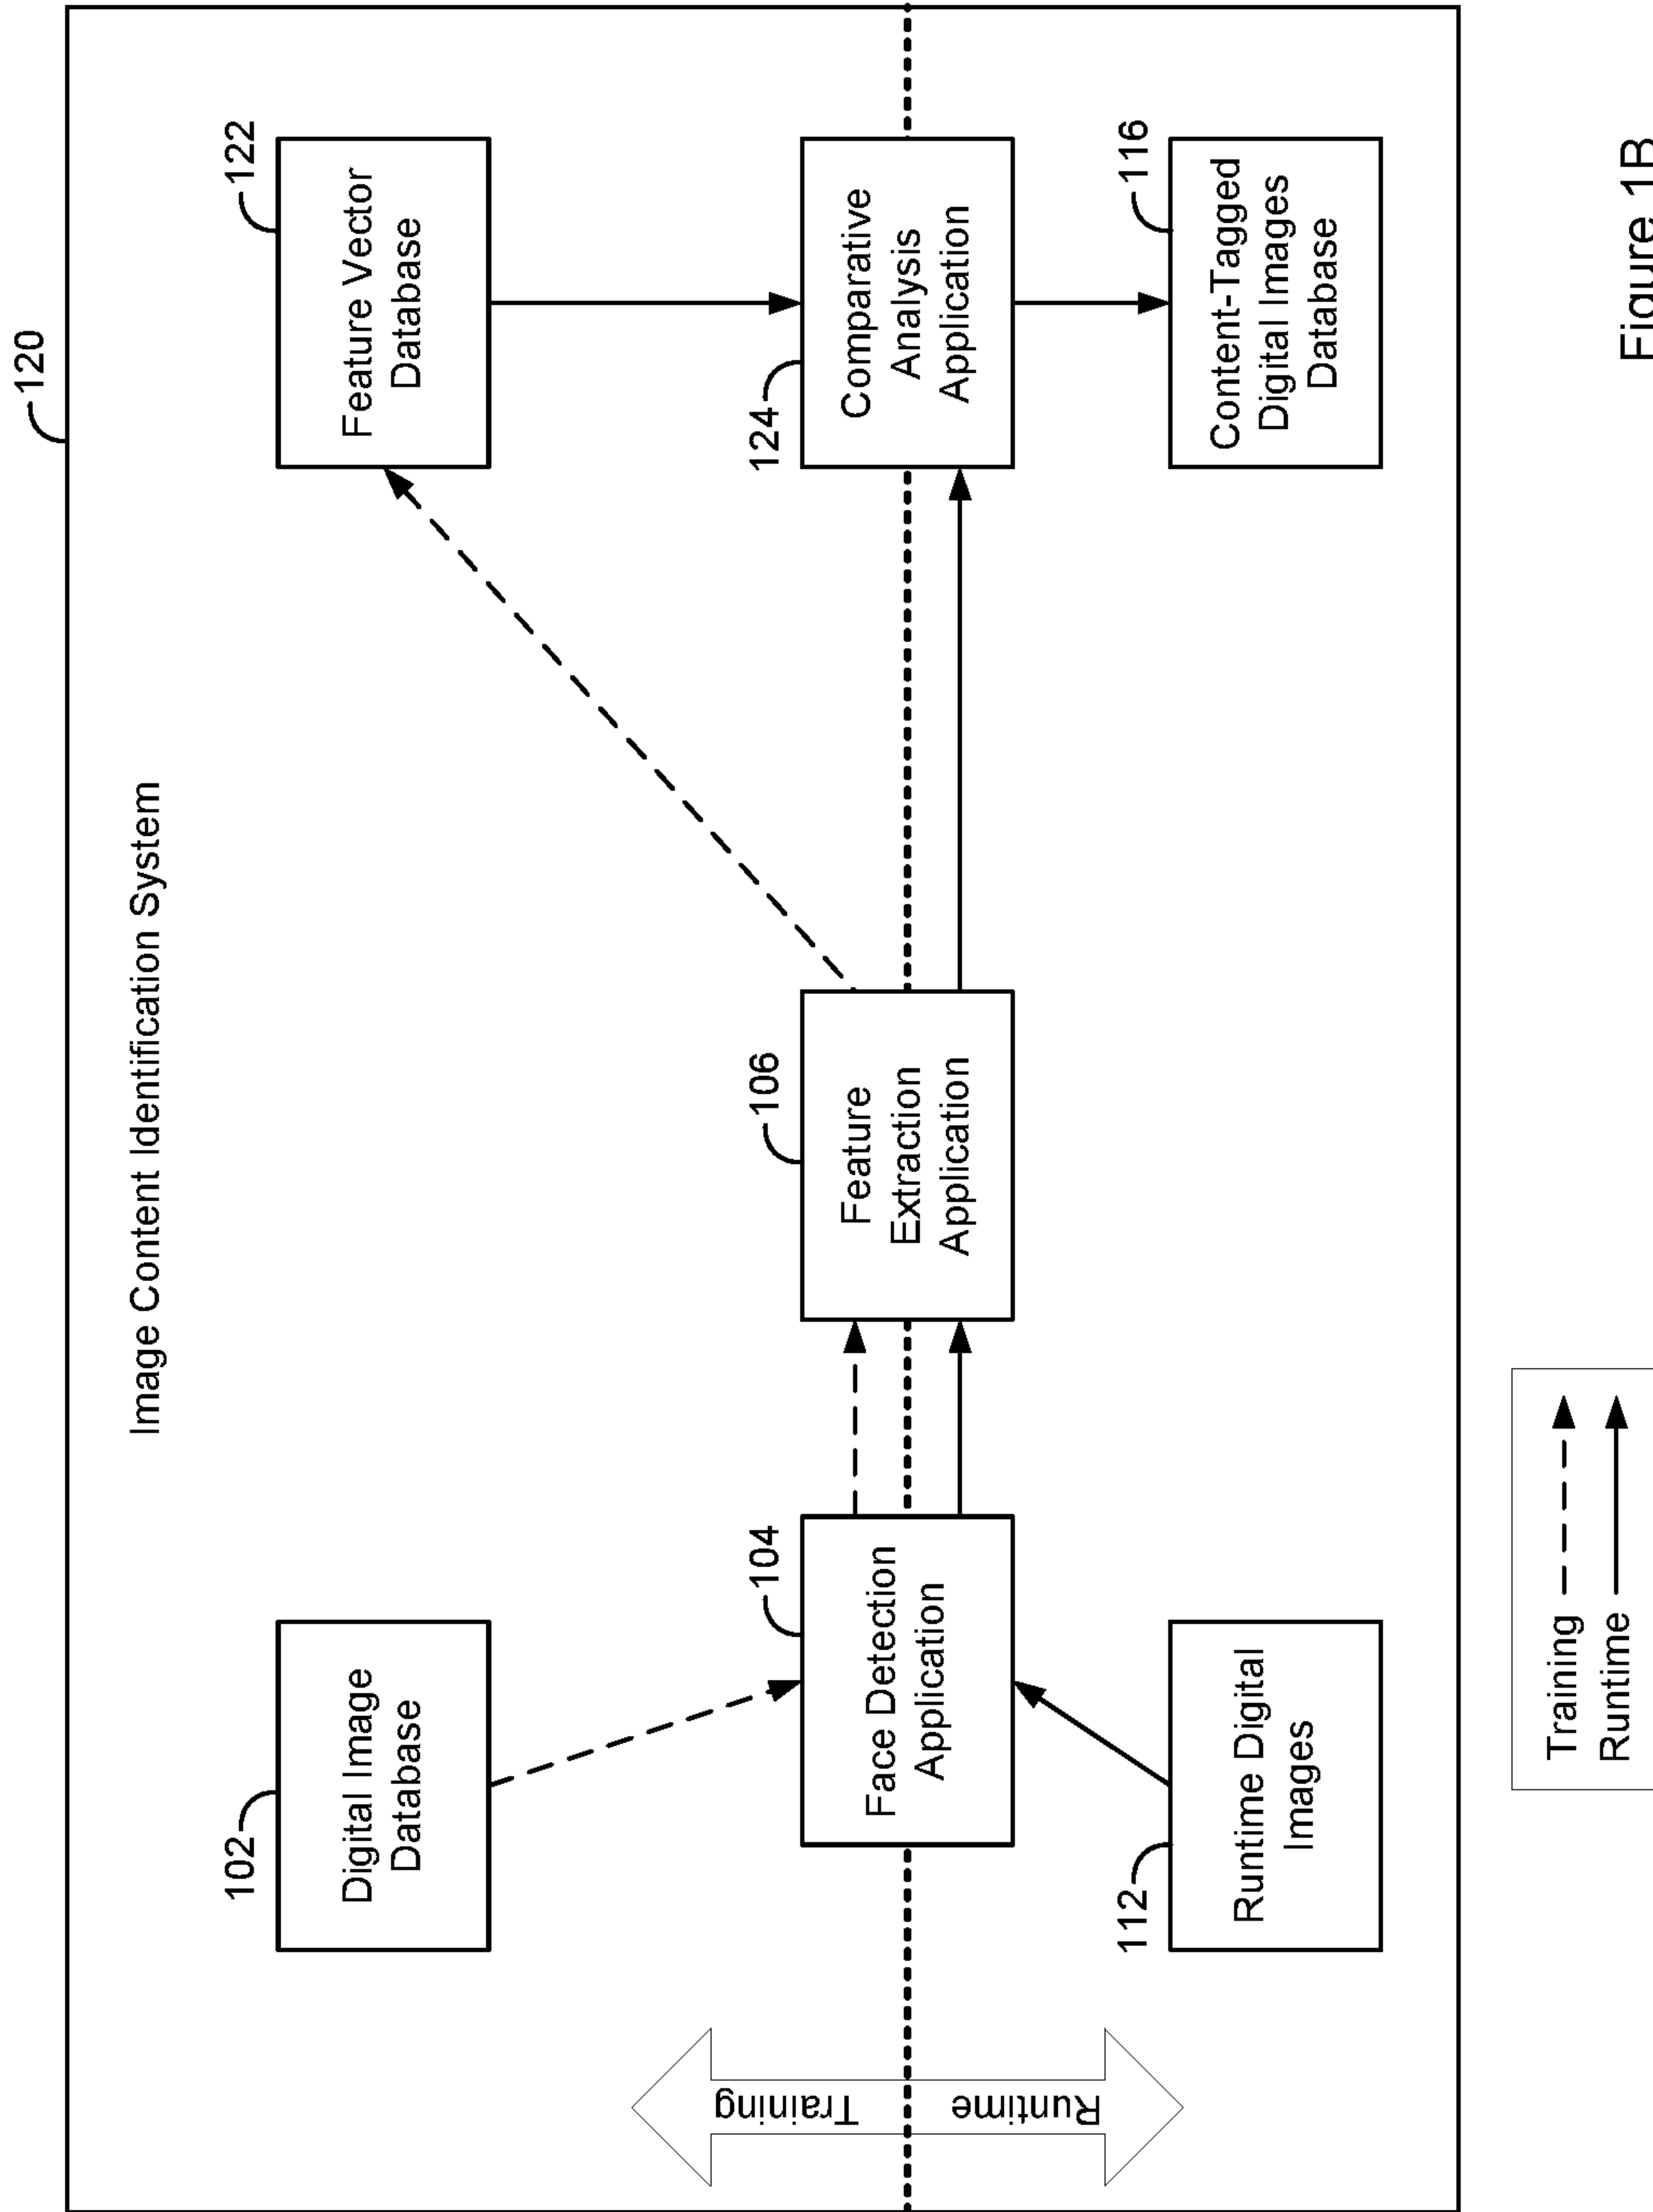 120
Image Content Identification System
102
Digital Image
Database
122
Feature Vector
Database
Training
Runtime
104
Face Detection
Application
106
Feature
Extraction
Application
124
Comparative
Analysis
Application
112
Runtime Digital
Images
116
Content-Tagged
Digital Images
Database
Training
Runtime
Figure 1B